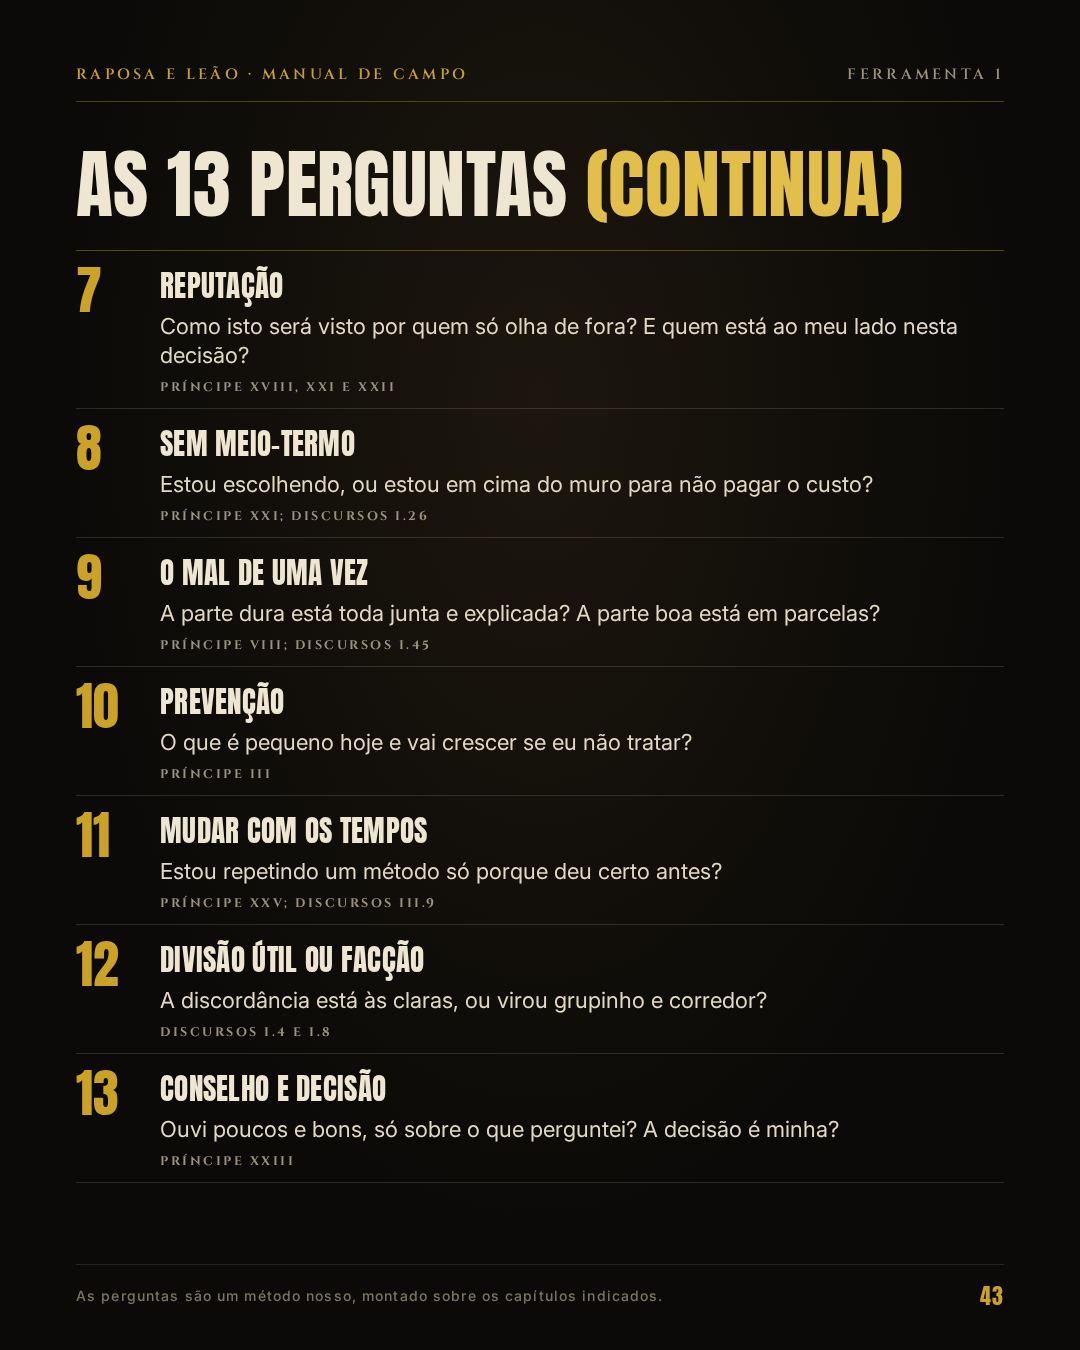 RAPOSA E LEÃO · MANUAL DE CAMPO
FERRAMENTA 1
AS 13 PERGUNTAS (CONTINUA)
7
REPUTAÇÃO
Como isto será visto por quem só olha de fora? E quem está ao meu lado nesta
decisão?
PRÍNCIPE XVIII, XXI E XXII
8
SEM MEIO-TERMO
Estou escolhendo, ou estou em cima do muro para não pagar o custo?
PRÍNCIPE XXI; DISCURSOS I.26
9
O MAL DE UMA VEZ
A parte dura está toda junta e explicada? A parte boa está em parcelas?
PRÍNCIPE VIII; DISCURSOS I.45
10
PREVENÇÃO
O que é pequeno hoje e vai crescer se eu não tratar?
PRÍNCIPE III
11
MUDAR COM OS TEMPOS
Estou repetindo um método só porque deu certo antes?
PRÍNCIPE XXV; DISCURSOS III.9
12
DIVISÃO ÚTIL OU FACÇÃO
A discordância está às claras, ou virou grupinho e corredor?
DISCURSOS I.4 E I.8
13
CONSELHO E DECISÃO
Ouvi poucos e bons, só sobre o que perguntei? A decisão é minha?
PRÍNCIPE XXIII
As perguntas são um método nosso, montado sobre os capítulos indicados.
43